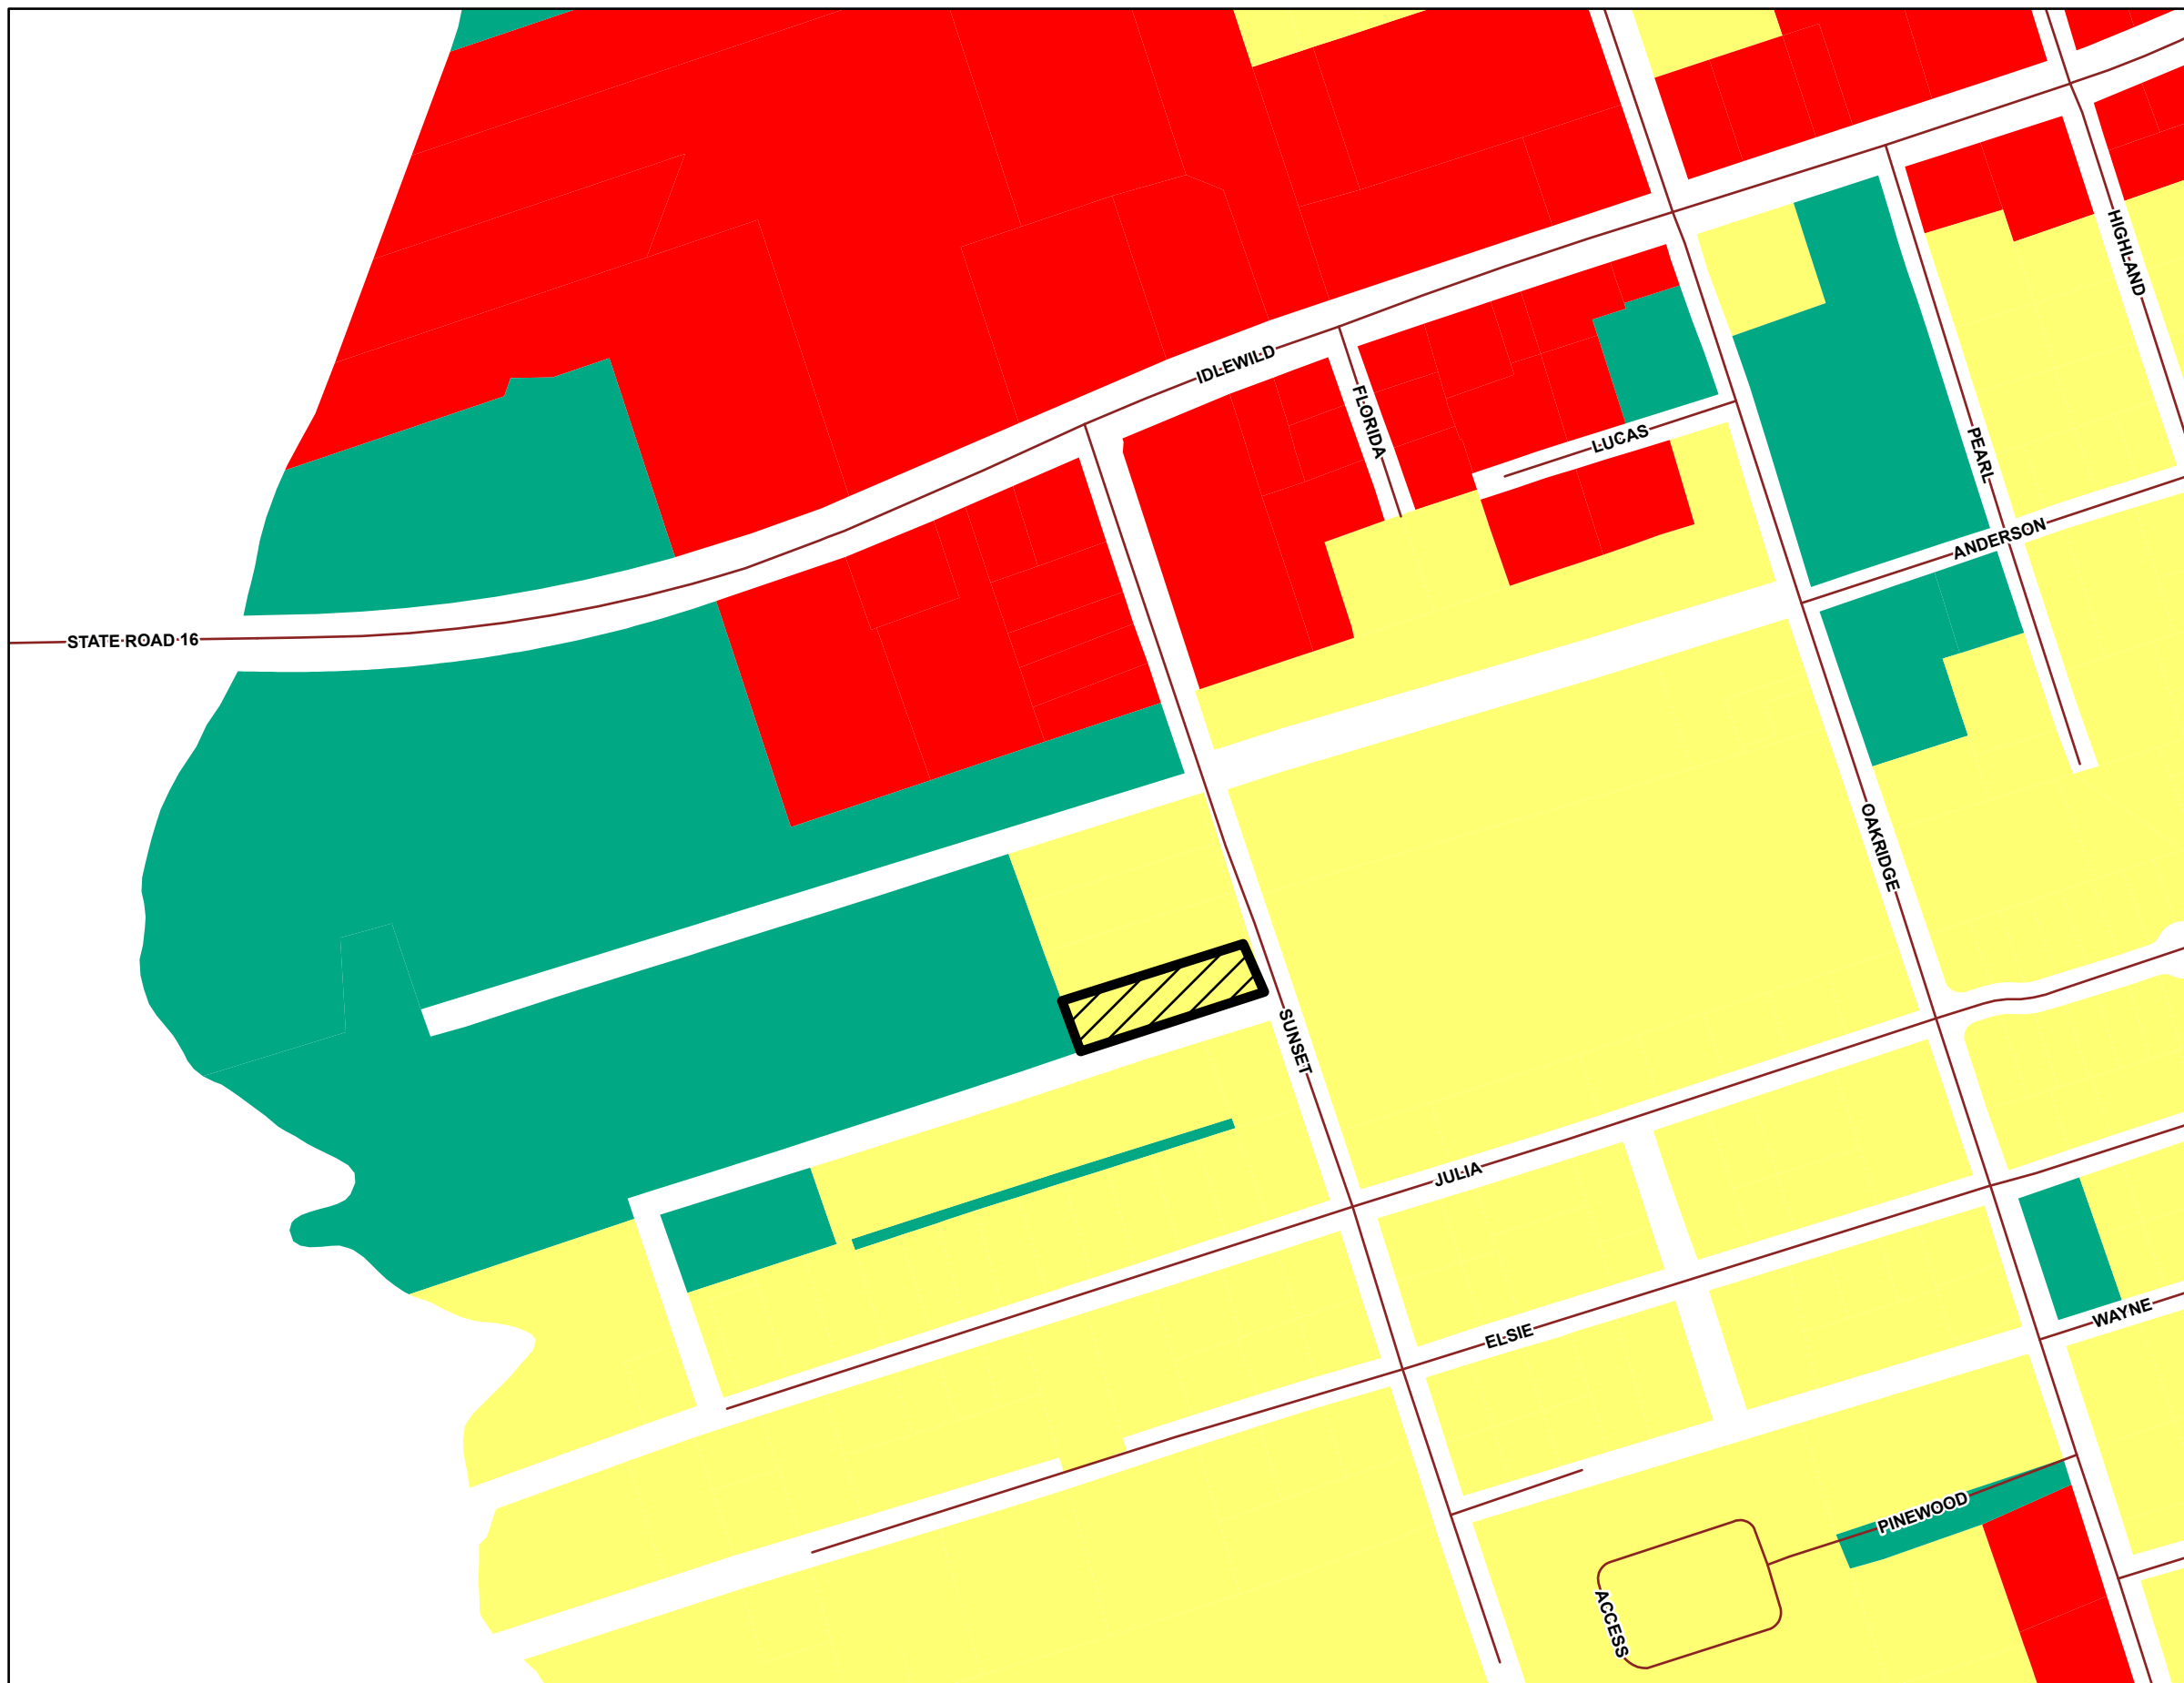 HIGHLAND
IDLEWILD
FLORIDA
LUCAS
PEARL
ANDERSON
STATE ROAD 16
OAKRIDGE
SUNSET
JULIA
WAYNE
ELSIE
PINEWOOD
ACCESS